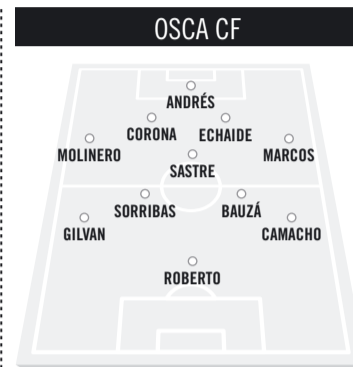 OSCA CF
ANDRÉS
CORONA ECHAIDE
MOLINERO MARCOS
SASTRE
SORRIBAS BAUZÁ
GILVAN CAMACHO
ROBERTO